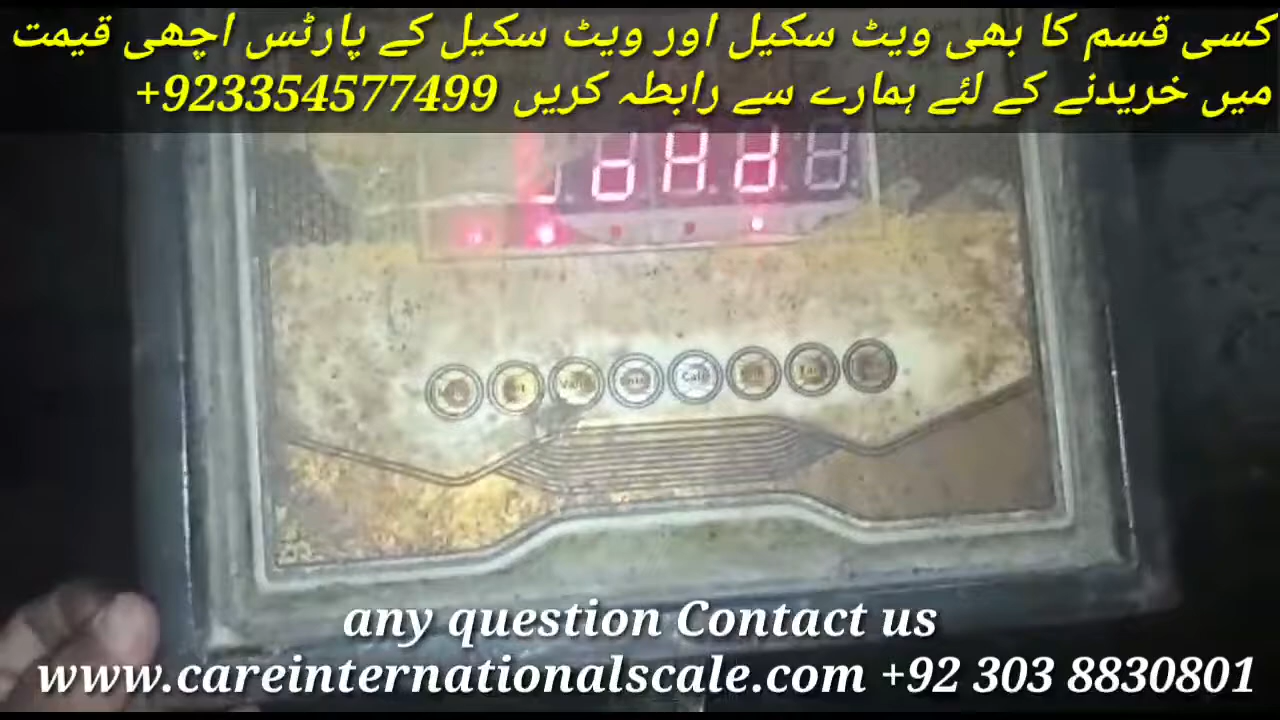 کسی قسم کا بھی ویٹ سکیل اور ویٹ سکیل کے پارٹس اچھی قیمت
میں خریدنے کے لئے ہمارے سے رابطہ کریں 923354577499+
Cale
any question Contact us
www.careinternationalscale.com +92 303 8830801